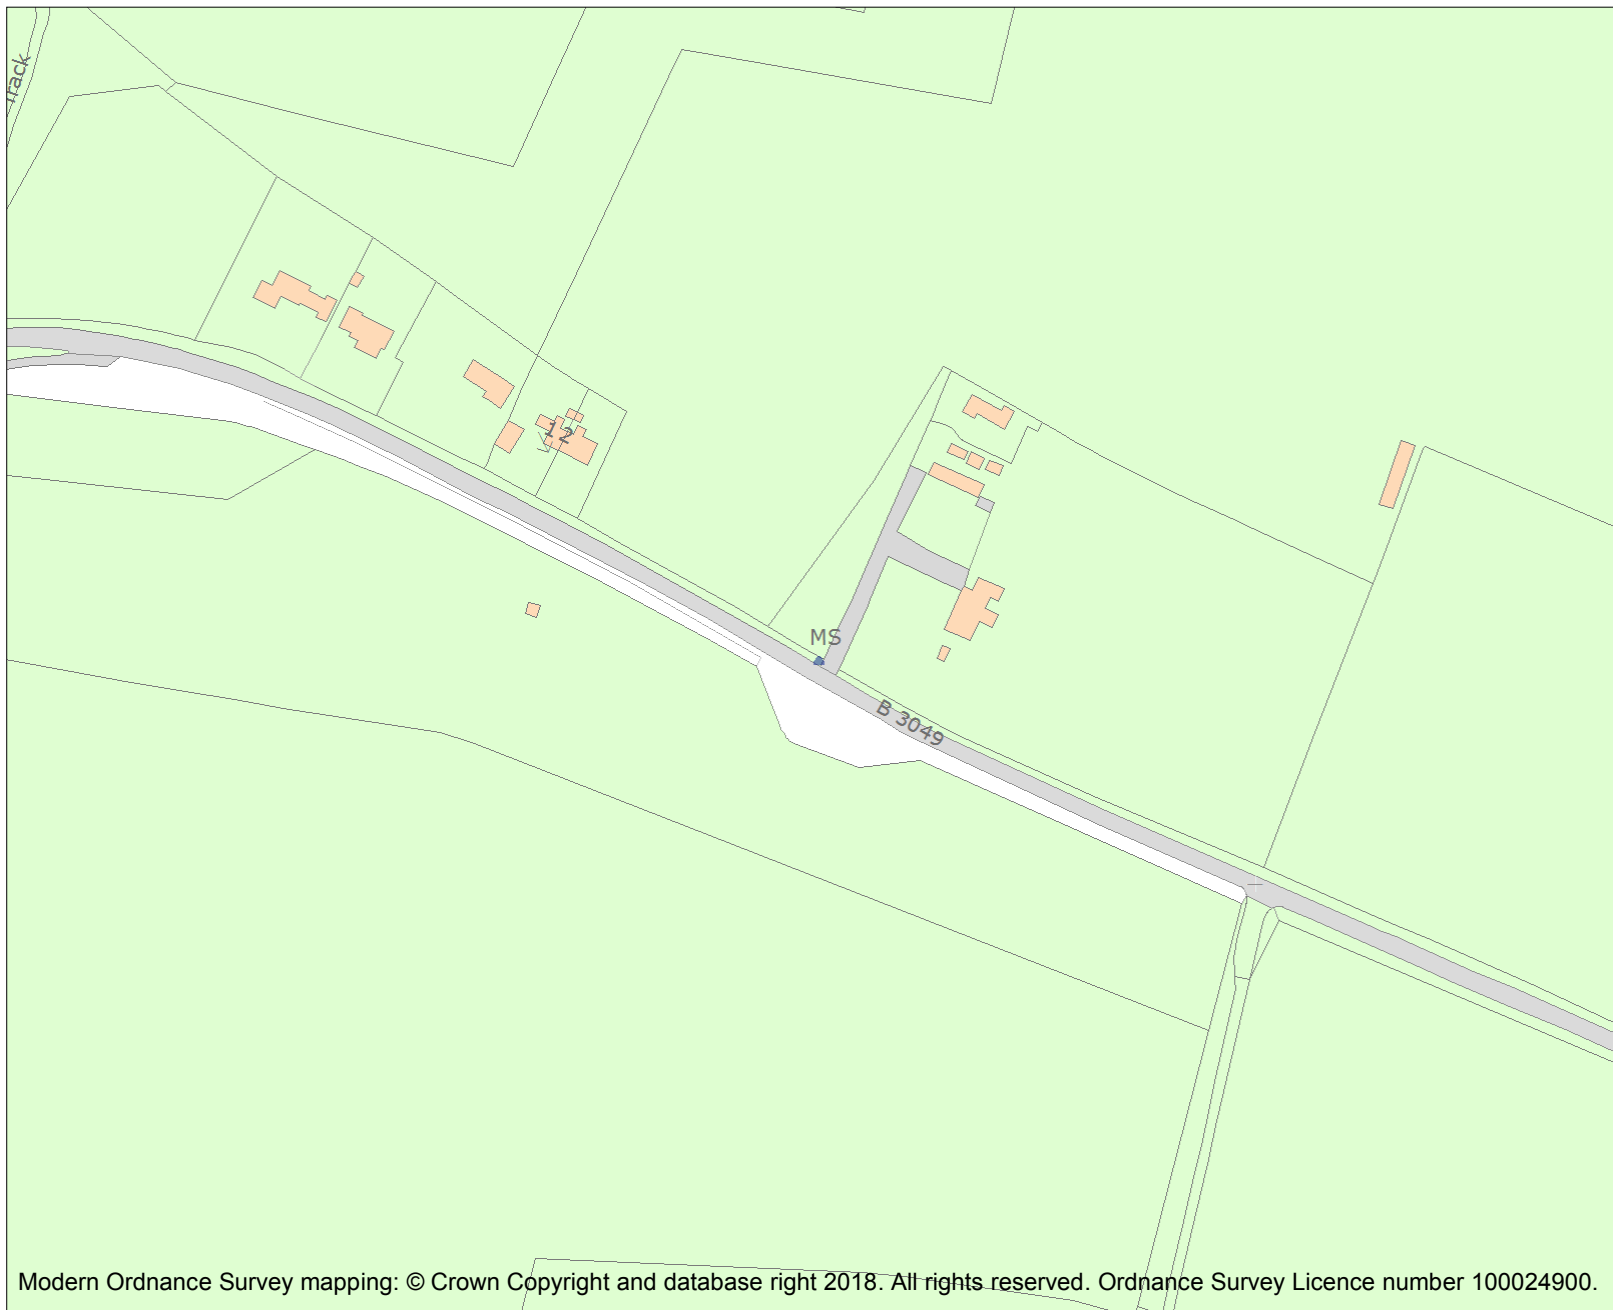 Track
12
MS
B 3049
Modern Ordnance Survey mapping: © Crown Copyright and database right 2018. All rights reserved. Ordnance Survey Licence number 100024900.